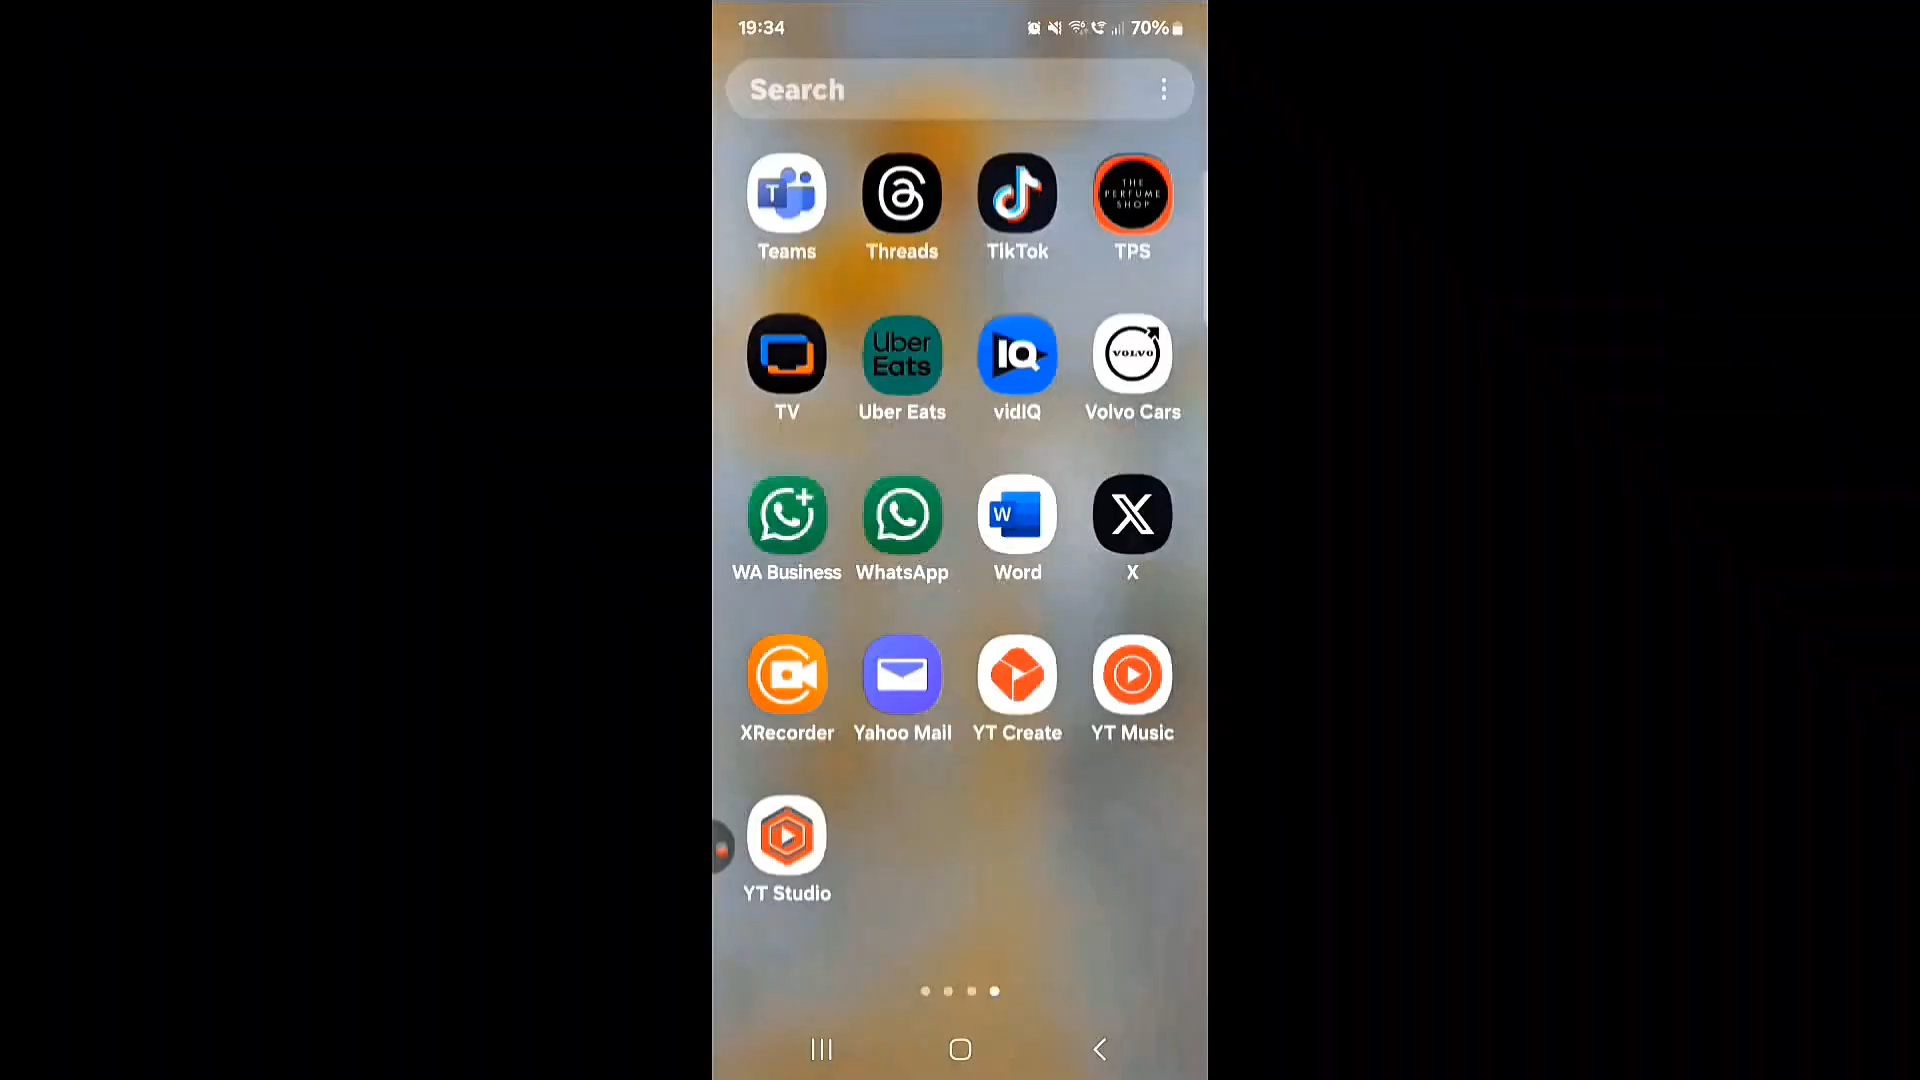 19:34
70%
Search
T
THE
PERFUME
SHOP
Teams
Threads
TikTok
TPS
Uber
Eats
IQ
VOLVO
TV
Uber Eats
vidIQ
Volvo Cars
W
X
WA Business
WhatsApp
Word
X
XRecorder
Yahoo Mail
YT Create
YT Music
YT Studio